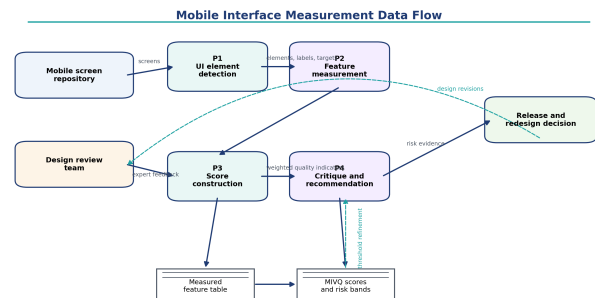 Mobile Interface Measurement Data Flow
Mobile screen
repository
screens
P1
UI element
detection
elements, labels, targets
P2
Feature
measurement
design revisions
Release and
redesign decision
Design review
team
expert feedback
P3
Score
construction
weighted quality indicators
P4
Critique and
recommendation
risk evidence
threshold refinement
Measured
feature table
MIVQ scores
and risk bands